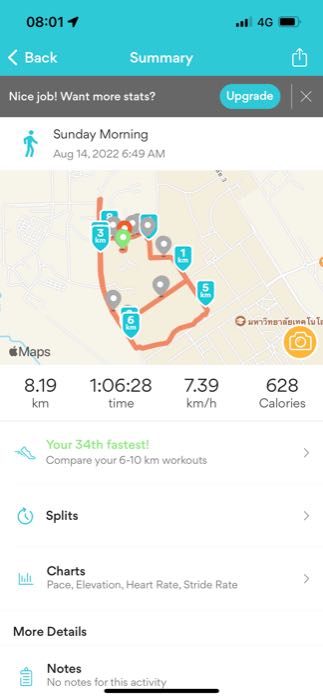 08:01
4G
Back
Summary
Nice job! Want more stats?
Upgrade
Sunday Morning
Aug 14, 2022 6:49 AM
3
km
1
km
5
km
6
km
มหาวิทยาลัยเทคโนโล
Maps
8.19
1:06:28
7.39
628
km
time
km/h
Calories
Your 34th fastest!
Compare your 6-10 km workouts
Splits
Charts
Pace, Elevation, Heart Rate, Stride Rate
More Details
Notes
No notes for this activity